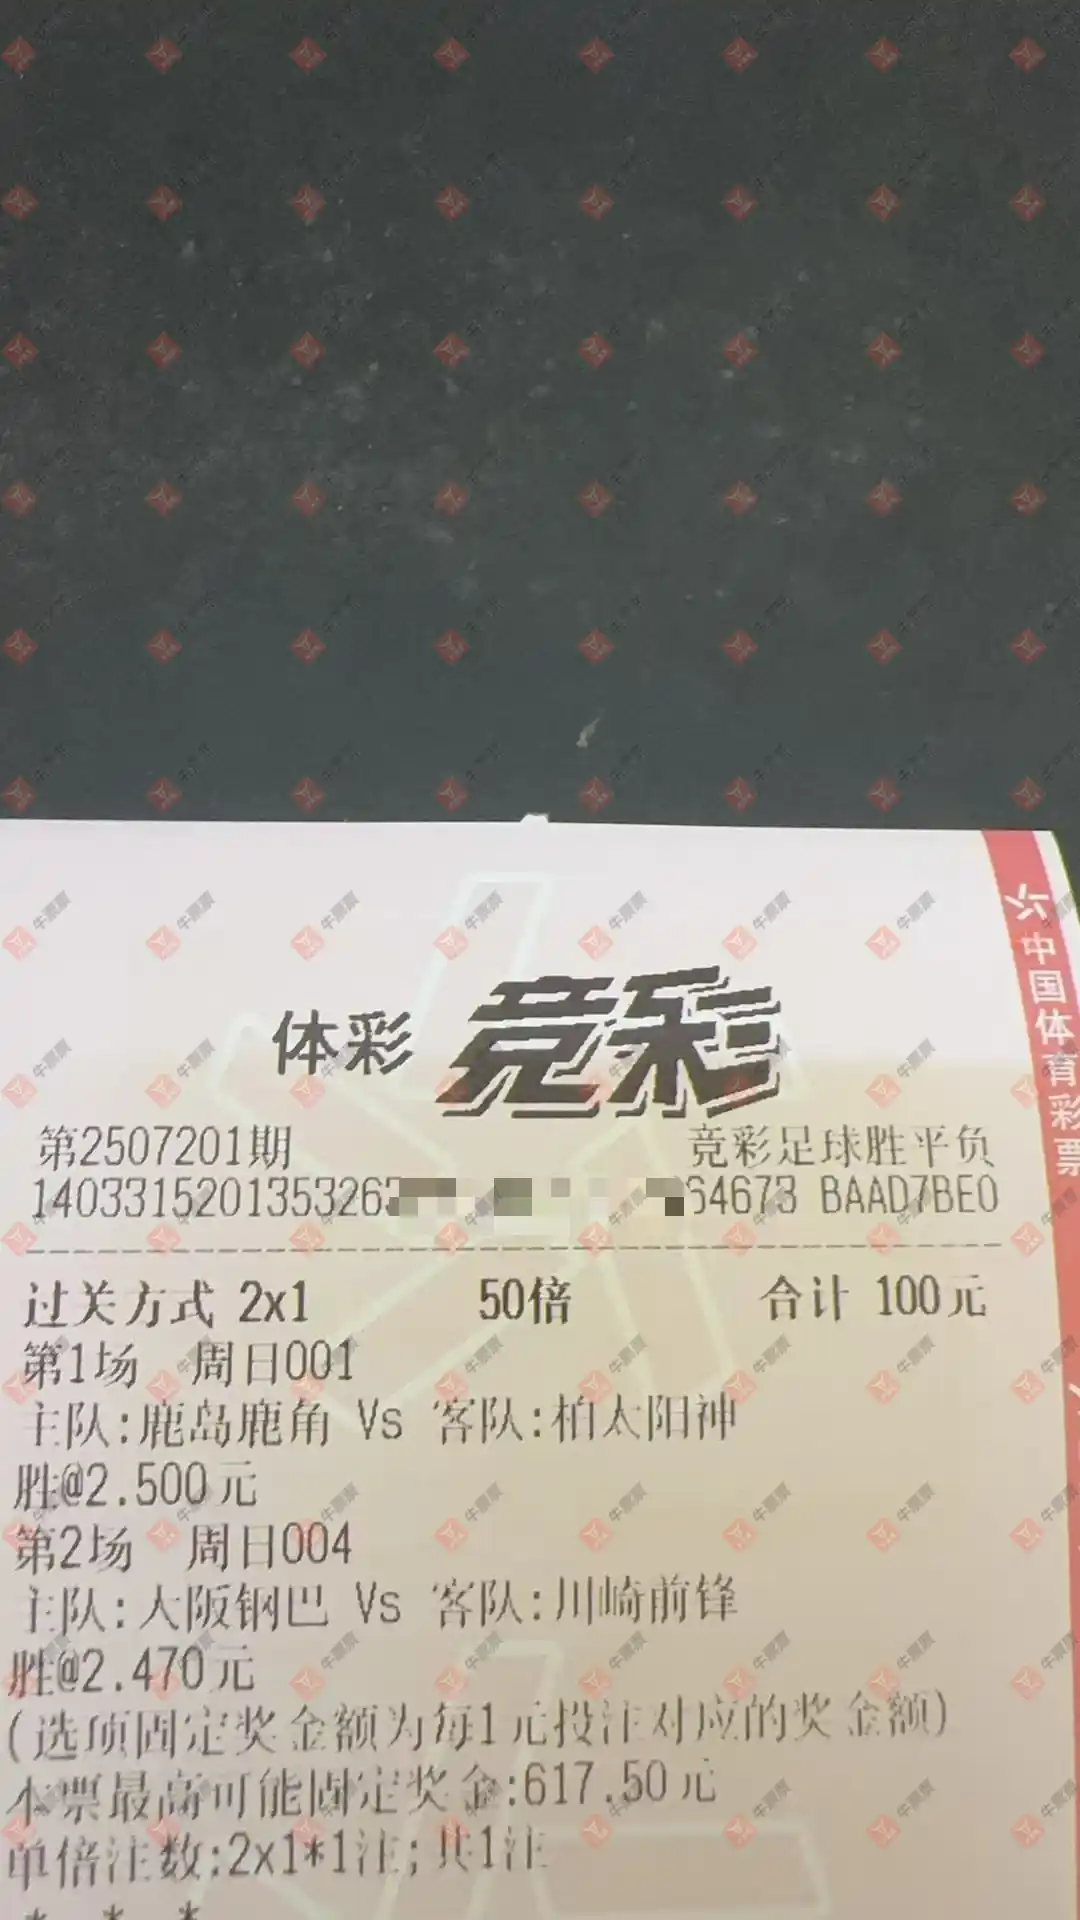 体彩 竞彩
第2507201期 竞彩足球胜平负
1403315201353263 64673 BAAD7BE0
过关方式 2x1 50倍 合计 100元
第1场 周日001
主队:鹿岛鹿角 Vs 客队:柏太阳神
胜@2.500元
第2场 周日004
主队:大阪钢巴 Vs 客队:川崎前锋
胜@2.470元
(选项固定奖金额为每1元投注对应的奖金额)
本票最高可能固定奖金:617.50元
单倍注数:2x1*1注;共1注
* * *
中国体育彩票
牛票票